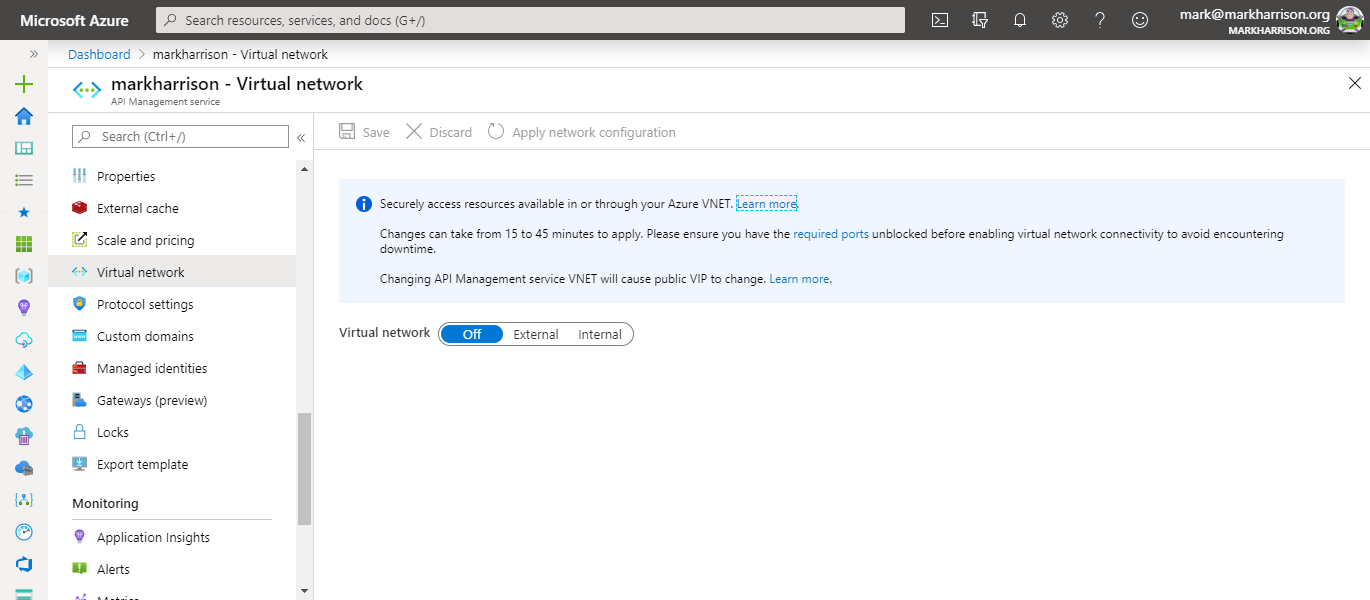 Microsoft Azure
Search resources, services, and docs (G+/)
mark@markharrison.org
MARKHARRISON.ORG
Dashboard > markharrison - Virtual network
markharrison - Virtual network
API Management service
Search (Ctrl+/)
Save
Discard
Apply network configuration
Properties
External cache
Scale and pricing
Virtual network
Protocol settings
Custom domains
Managed identities
Gateways (preview)
Locks
Export template
Monitoring
Application Insights
Alerts
Metrics
Securely access resources available in or through your Azure VNET. Learn more.
Changes can take from 15 to 45 minutes to apply. Please ensure you have the required ports unblocked before enabling virtual network connectivity to avoid encountering
downtime.
Changing API Management service VNET will cause public VIP to change. Learn more.
Virtual network Off External Internal